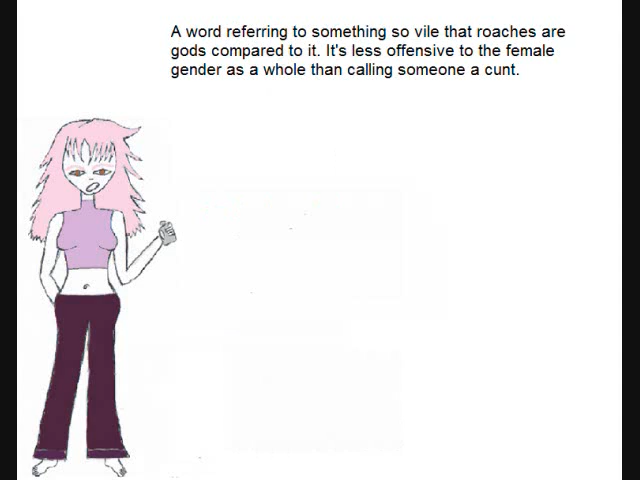 A word referring to something so vile that roaches are
gods compared to it. It's less offensive to the female
gender as a whole than calling someone a cunt.